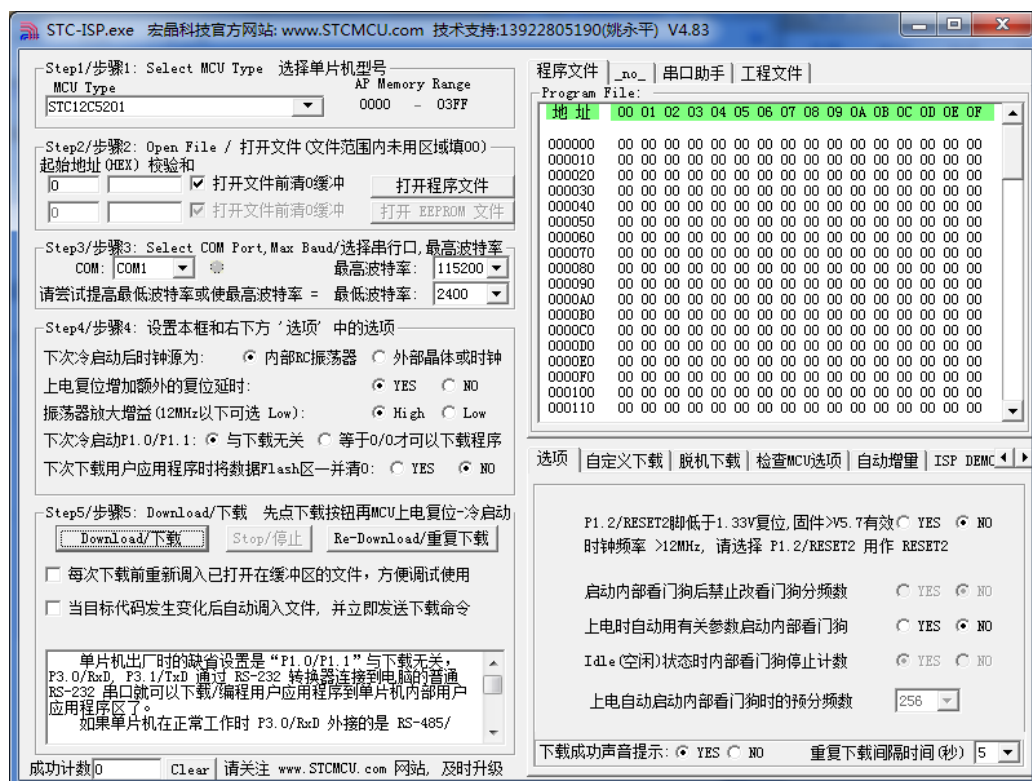 STC-ISP.exe 宏晶科技官方网站: www.STCMCU.com 技术支持:13922805190(姚永平) V4.83
Step1/步骤1: Select MCU Type 选择单片机型号
MCU Type AP Memory Range
STC12C5201 0000 - 03FF
Step2/步骤2: Open File / 打开文件(文件范围内未用区域填00)
起始地址(HEX) 校验和
0 打开文件前清0缓冲 打开程序文件
0 打开文件前清0缓冲 打开 EEPROM 文件
Step3/步骤3: Select COM Port,Max Baud/选择串行口,最高波特率
COM: COM1 最高波特率: 115200
请尝试提高最低波特率或使最高波特率 = 最低波特率: 2400
Step4/步骤4: 设置本框和右下方 '选项' 中的选项
下次冷启动后时钟源为: 内部RC振荡器 外部晶体或时钟
上电复位增加额外的复位延时: YES NO
振荡器放大增益(12MHz以下可选 Low): High Low
下次冷启动P1.0/P1.1: 与下载无关 等于0/0才可以下载程序
下次下载用户应用程序时将数据Flash区一并清0: YES NO
Step5/步骤5: Download/下载 先点下载按钮再MCU上电复位-冷启动
Download/下载 Stop/停止 Re-Download/重复下载
每次下载前重新调入已打开在缓冲区的文件，方便调试使用
当目标代码发生变化后自动调入文件, 并立即发送下载命令
单片机出厂时的缺省设置是“P1.0/P1.1”与下载无关,
P3.0/RxD, P3.1/TxD 通过 RS-232 转换器连接到电脑的普通
RS-232 串口就可以下载/编程用户应用程序到单片机内部用户
应用程序区了。
如果单片机在正常工作时 P3.0/RxD 外接的是 RS-485/
成功计数 0 Clear 请关注 www.STCMCU.com 网站, 及时升级
程序文件 _no_ 串口助手 工程文件
Program File:
地 址 00 01 02 03 04 05 06 07 08 09 0A 0B 0C 0D 0E 0F
000000 00 00 00 00 00 00 00 00 00 00 00 00 00 00 00 00
000010 00 00 00 00 00 00 00 00 00 00 00 00 00 00 00 00
000020 00 00 00 00 00 00 00 00 00 00 00 00 00 00 00 00
000030 00 00 00 00 00 00 00 00 00 00 00 00 00 00 00 00
000040 00 00 00 00 00 00 00 00 00 00 00 00 00 00 00 00
000050 00 00 00 00 00 00 00 00 00 00 00 00 00 00 00 00
000060 00 00 00 00 00 00 00 00 00 00 00 00 00 00 00 00
000070 00 00 00 00 00 00 00 00 00 00 00 00 00 00 00 00
000080 00 00 00 00 00 00 00 00 00 00 00 00 00 00 00 00
000090 00 00 00 00 00 00 00 00 00 00 00 00 00 00 00 00
0000A0 00 00 00 00 00 00 00 00 00 00 00 00 00 00 00 00
0000B0 00 00 00 00 00 00 00 00 00 00 00 00 00 00 00 00
0000C0 00 00 00 00 00 00 00 00 00 00 00 00 00 00 00 00
0000D0 00 00 00 00 00 00 00 00 00 00 00 00 00 00 00 00
0000E0 00 00 00 00 00 00 00 00 00 00 00 00 00 00 00 00
0000F0 00 00 00 00 00 00 00 00 00 00 00 00 00 00 00 00
000100 00 00 00 00 00 00 00 00 00 00 00 00 00 00 00 00
000110 00 00 00 00 00 00 00 00 00 00 00 00 00 00 00 00
选项 自定义下载 脱机下载 检查MCU选项 自动增量 ISP DEMO
P1.2/RESET2脚低于1.33V复位,固件>V5.7有效 YES NO
时钟频率 >12MHz, 请选择 P1.2/RESET2 用作 RESET2
启动内部看门狗后禁止改看门狗分频数 YES NO
上电时自动用有关参数启动内部看门狗 YES NO
Idle(空闲)状态时内部看门狗停止计数 YES NO
上电自动启动内部看门狗时的预分频数 256
下载成功声音提示: YES NO 重复下载间隔时间(秒) 5